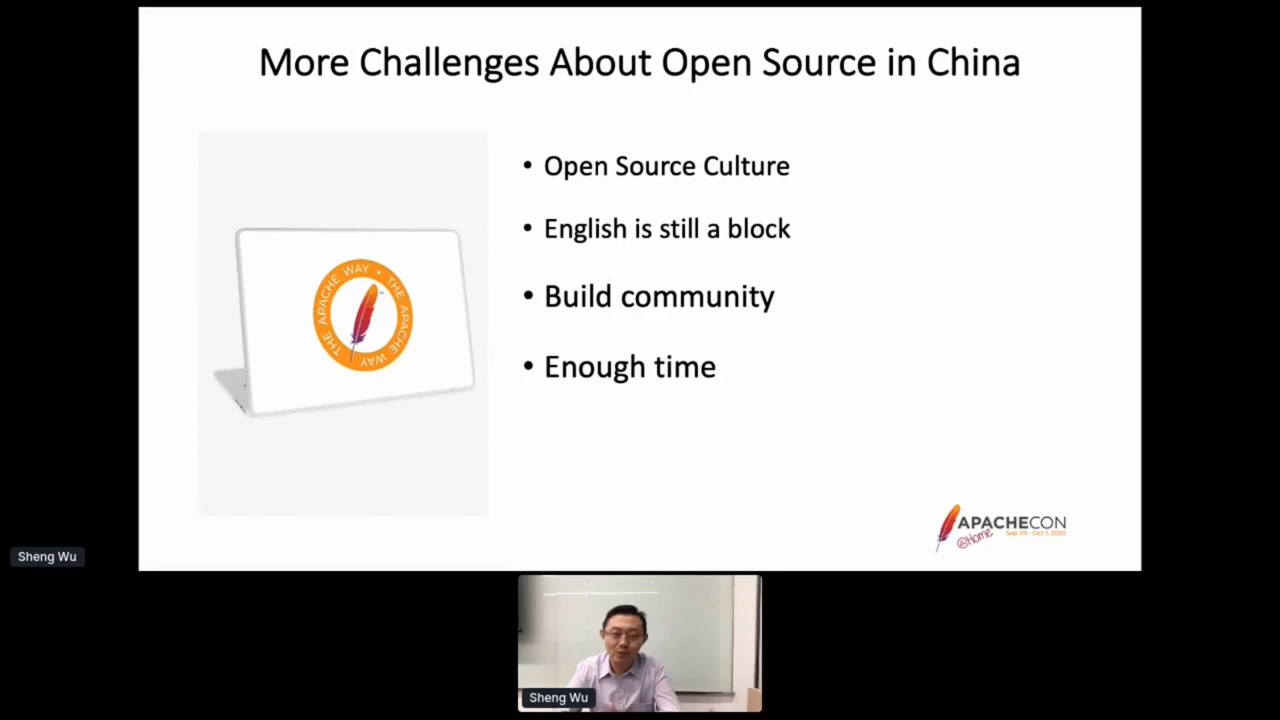 More Challenges About Open Source in China
• Open Source Culture
• English is still a block
• Build community
• Enough time
THE APACHE WAY • THE APACHE WAY
APACHECON
@Home
Sep 29 - Oct 1, 2020
Sheng Wu
Sheng Wu